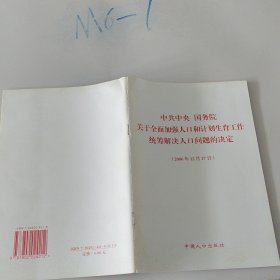 MG-1
中共中央 国务院
关于全面加强人口和计划生育工作
统筹解决人口问题的决定
(2006年12月17日)
中国人口出版社